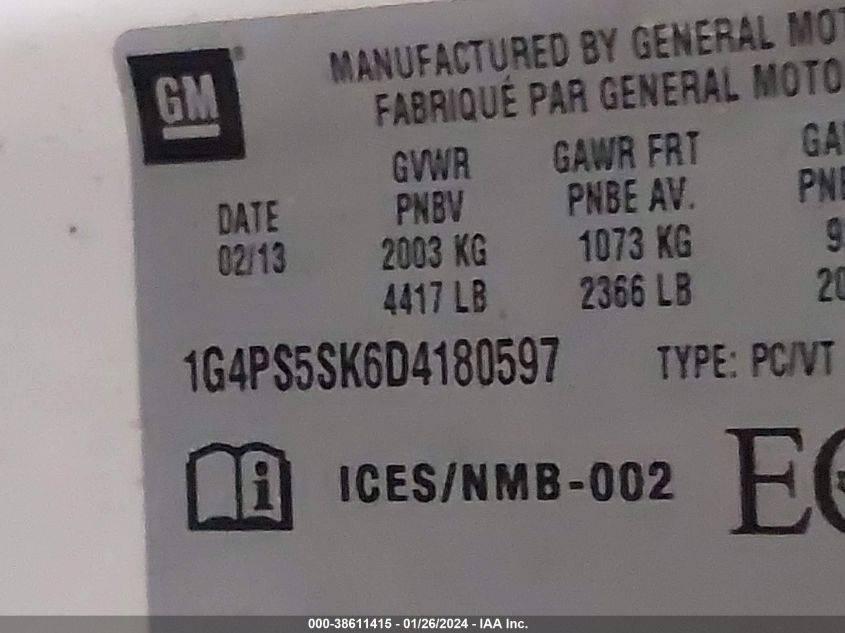 GM®
MANUFACTURED BY GENERAL
FABRIQUÉ PAR GENERAL
DATE
02/13
GVWR
PNBV
2003 KG
4417 LB
GAWR FRT
PNBE AV.
1073 KG
2366 LB
1G4PS5SK6D4180597 TYPE: PC/VT
i ICES/NMB-002
000-38611415 - 01/26/2024 - IAA Inc.